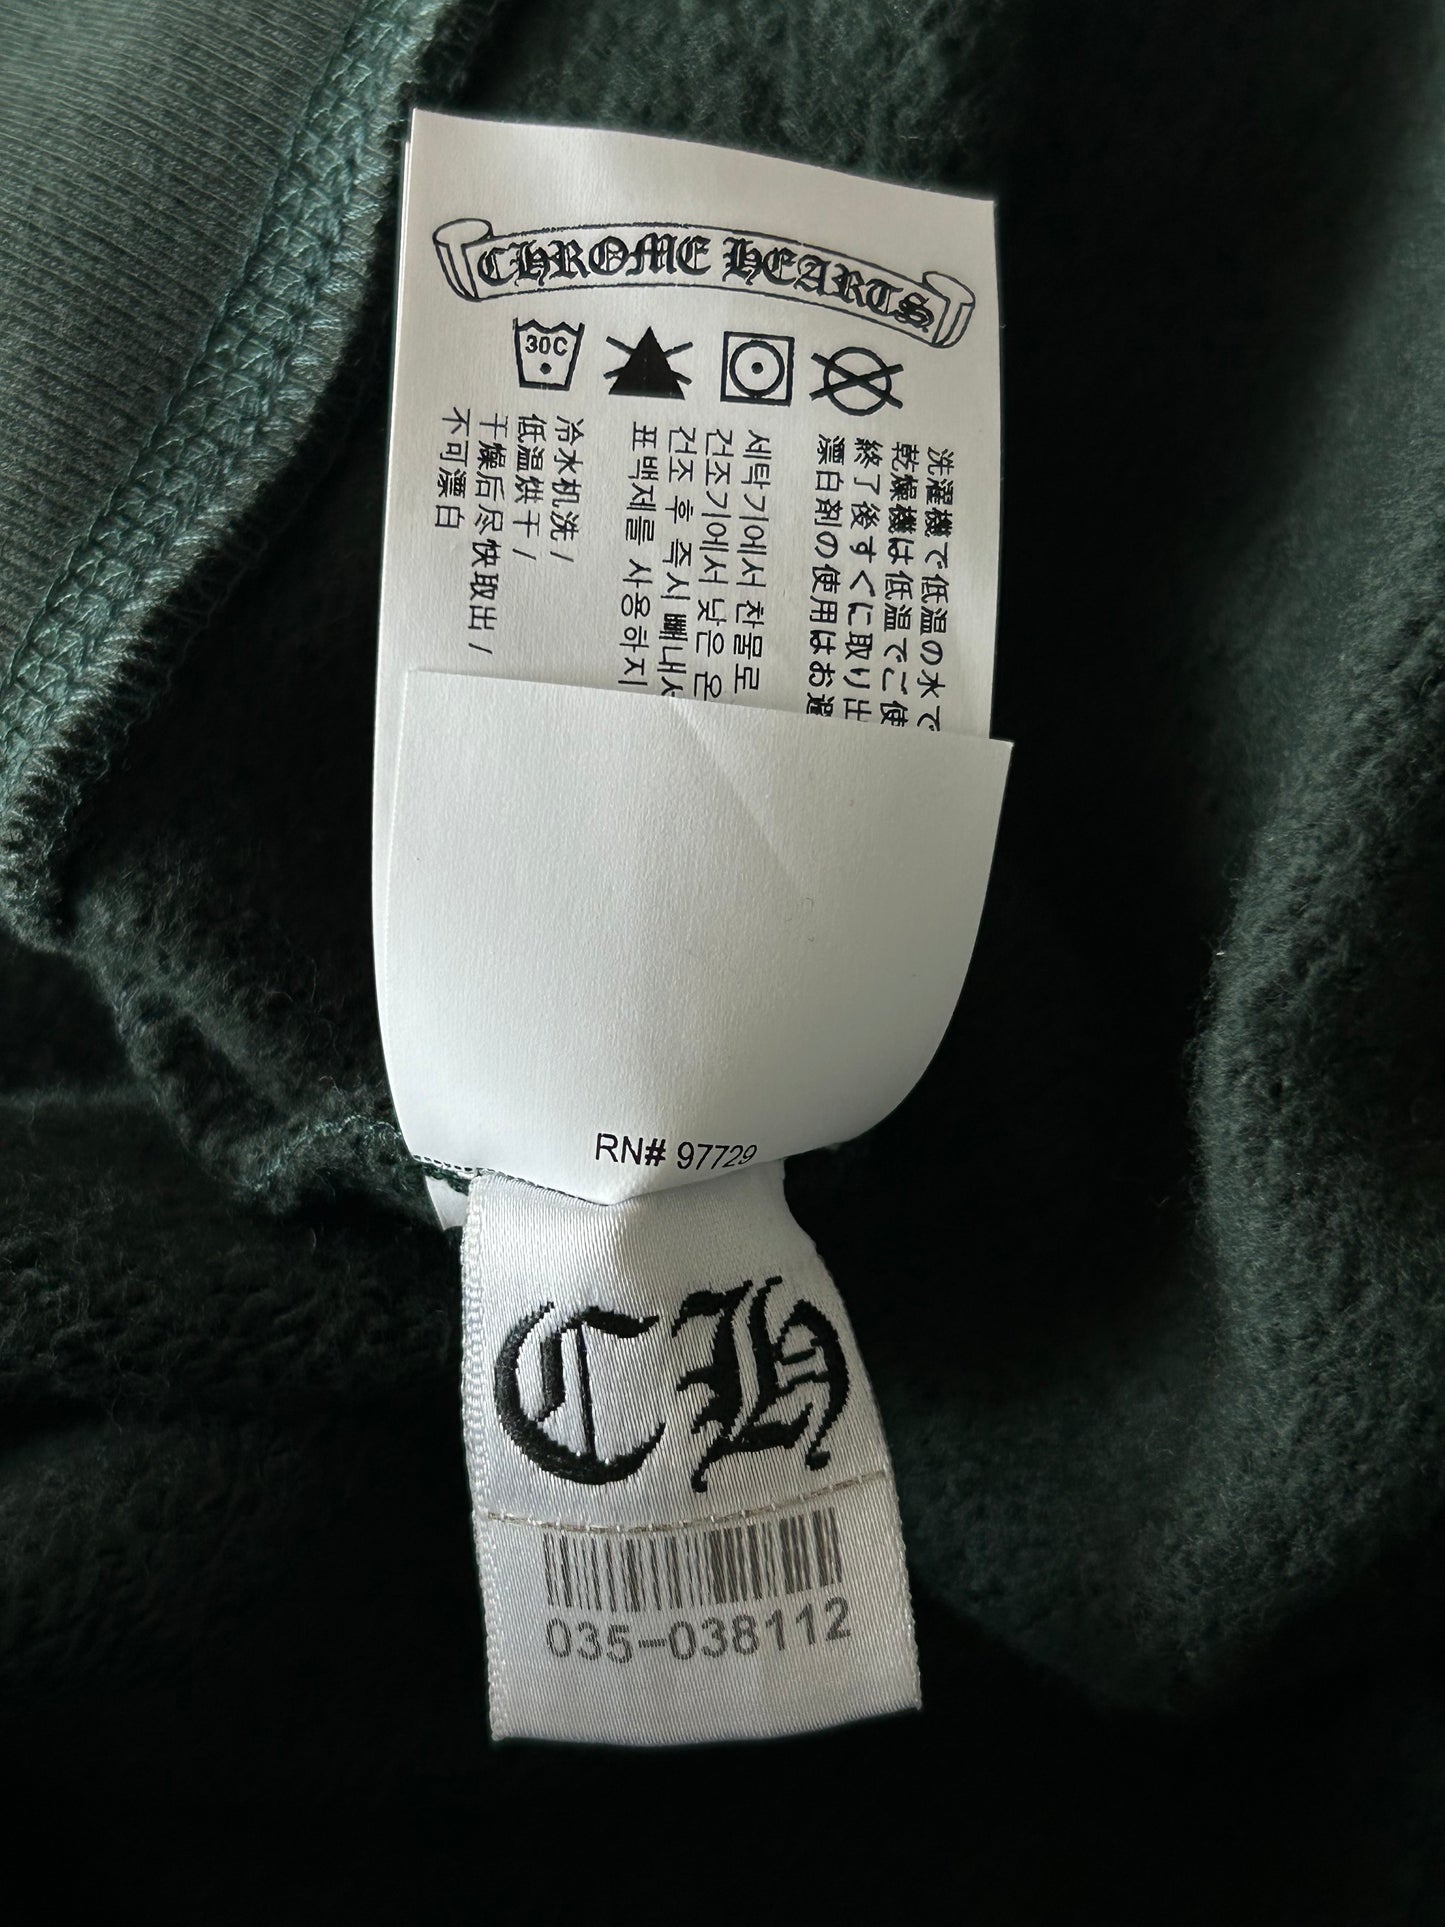 CHROME HEARTS
30C
冷水机洗/
低温烘干/
干燥后尽快取出/
不可漂白
세탁기에서 찬물로
건조기에서 낮은 온
건조 후 즉시 빼내
표백제를 사용하지
洗濯機で低温の水で
乾燥機は低温でご使
終了後すぐに取り出
漂白剤の使用はお避
RN# 97729
CH
035-038112